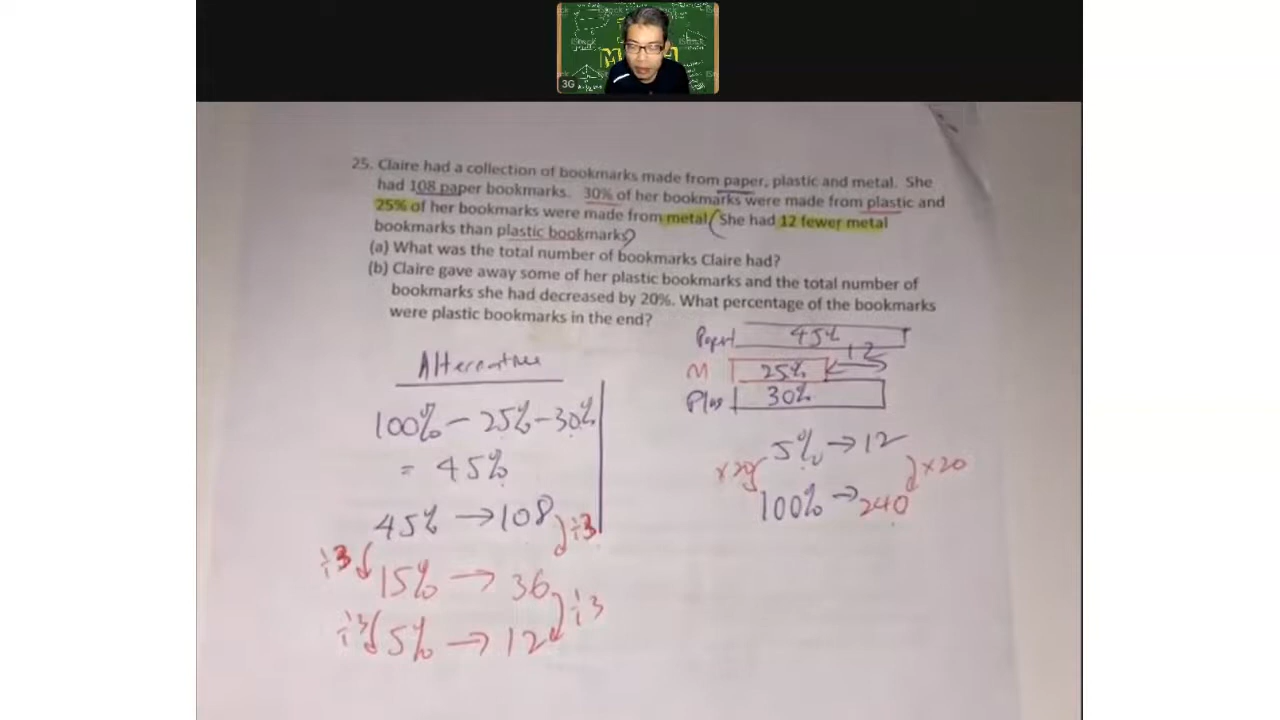 3G
25. Claire had a collection of bookmarks made from paper, plastic and metal. She
had 108 paper bookmarks. 30% of her bookmarks were made from plastic and
25% of her bookmarks were made from metal. (She had 12 fewer metal
bookmarks than plastic bookmarks)
(a) What was the total number of bookmarks Claire had?
(b) Claire gave away some of her plastic bookmarks and the total number of
bookmarks she had decreased by 20%. What percentage of the bookmarks
were plastic bookmarks in the end?
Paper 45%
12
M 25%
Plas 30%
Alternative
100% - 25% - 30%
= 45%
45% → 108
÷3 ÷3
15% → 36
÷3 ÷3
5% → 12
5% → 12
×20 ×20
100% → 240